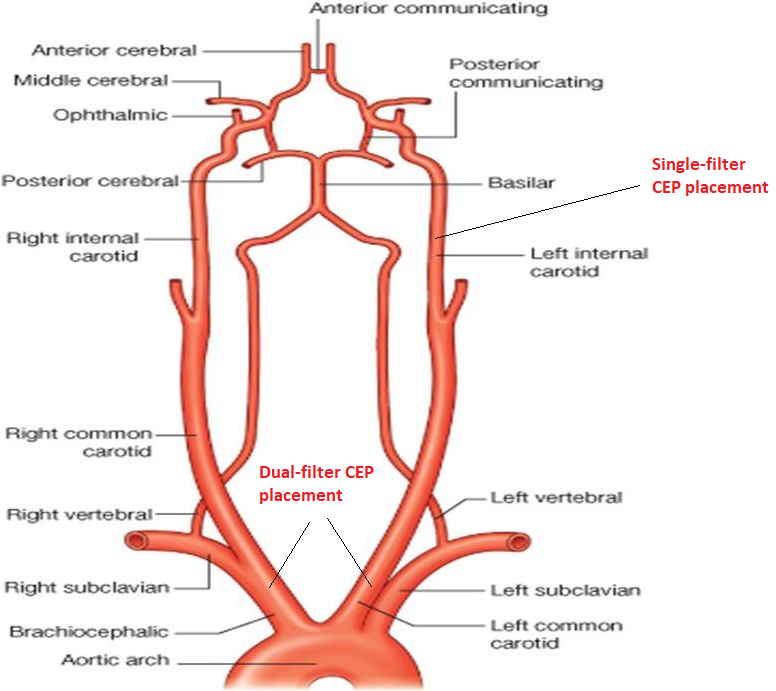 Anterior communicating
Anterior cerebral
Middle cerebral
Ophthalmic
Posterior
communicating
Posterior cerebral
Basilar
Single-filter
CEP placement
Right internal
carotid
Left internal
carotid
Right common
carotid
Dual-filter CEP
placement
Right vertebral
Left vertebral
Right subclavian
Left subclavian
Brachiocephalic
Left common
carotid
Aortic arch